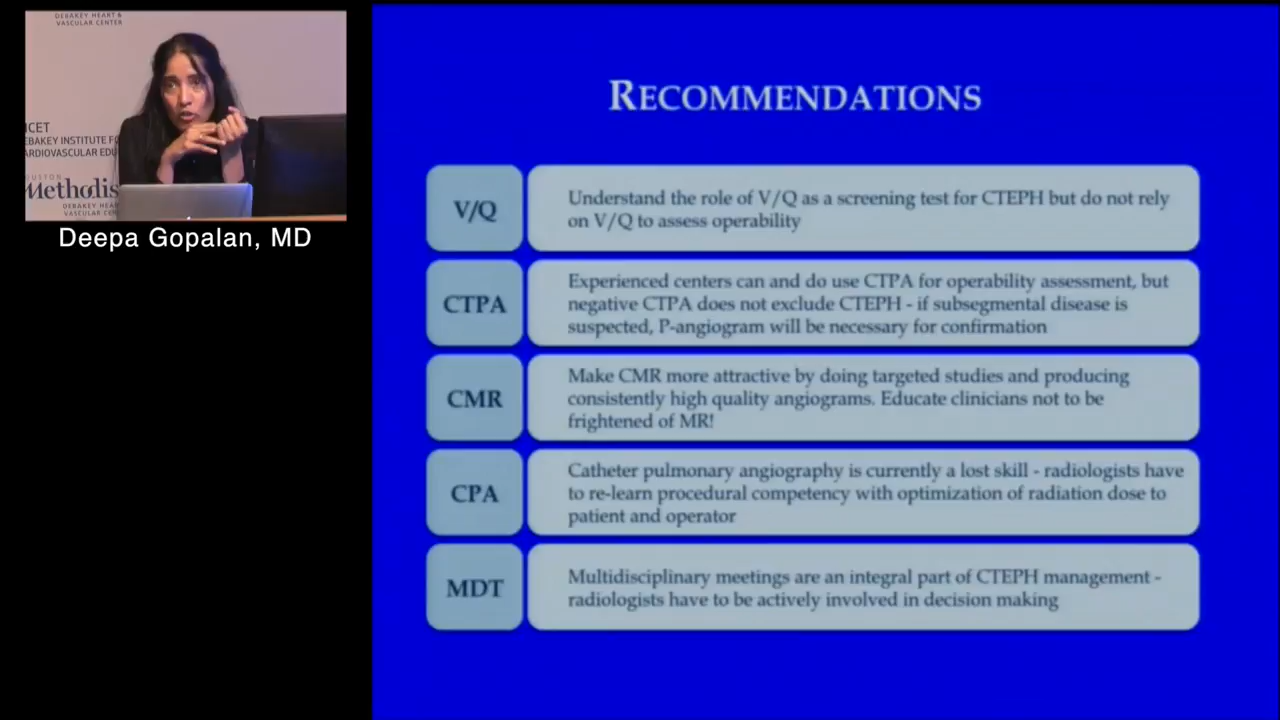 DEBAKEY HEART &
VASCULAR CENTER
ICET
EBAKEY INSTITUTE FO
ARDIOVASCULAR EDU
Methodis
DEBAKEY HEART &
VASCULAR CENT
Deepa Gopalan, MD
RECOMMENDATIONS
V/Q
Understand the role of V/Q as a screening test for CTEPH but do not rely
on V/Q to assess operability
CTPA
Experienced centers can and do use CTPA for operability assessment, but
negative CTPA does not exclude CTEPH - if subsegmental disease is
suspected, P-angiogram will be necessary for confirmation
CMR
Make CMR more attractive by doing targeted studies and producing
consistently high quality angiograms. Educate clinicians not to be
frightened of MR!
CPA
Catheter pulmonary angiography is currently a lost skill - radiologists have
to re-learn procedural competency with optimization of radiation dose to
patient and operator
MDT
Multidisciplinary meetings are an integral part of CTEPH management -
radiologists have to be actively involved in decision making